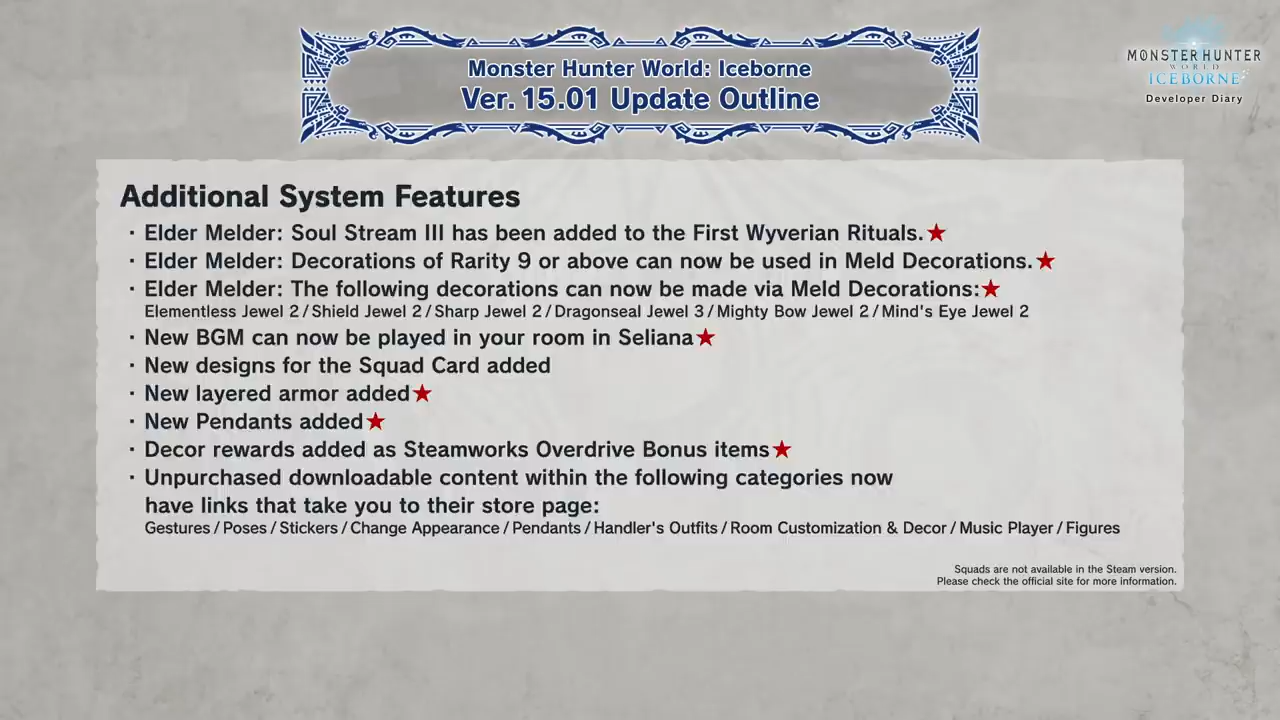 Monster Hunter World: Iceborne
Ver. 15.01 Update Outline
MONSTER HUNTER
WORLD
ICEBORNE
Developer Diary
Additional System Features
· Elder Melder: Soul Stream III has been added to the First Wyverian Rituals.★
· Elder Melder: Decorations of Rarity 9 or above can now be used in Meld Decorations.★
· Elder Melder: The following decorations can now be made via Meld Decorations:★
Elementless Jewel 2 / Shield Jewel 2 / Sharp Jewel 2 / Dragonseal Jewel 3 / Mighty Bow Jewel 2 / Mind's Eye Jewel 2
· New BGM can now be played in your room in Seliana★
· New designs for the Squad Card added
· New layered armor added★
· New Pendants added★
· Decor rewards added as Steamworks Overdrive Bonus items★
· Unpurchased downloadable content within the following categories now
have links that take you to their store page:
Gestures / Poses / Stickers / Change Appearance / Pendants / Handler's Outfits / Room Customization & Decor / Music Player / Figures
Squads are not available in the Steam version.
Please check the official site for more information.